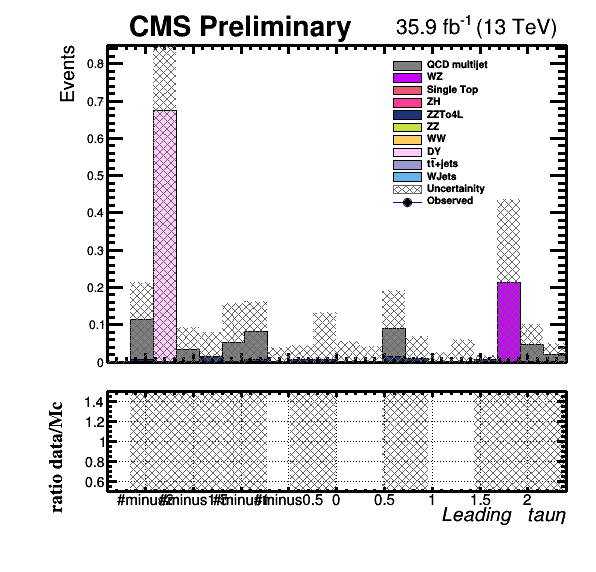 CMS Preliminary 35.9 fb-1 (13 TeV)
Events
0.8
0.7
0.6
0.5
0.4
0.3
0.2
0.1
0
QCD multijet
WZ
Single Top
ZH
ZZTo4L
ZZ
WW
DY
tt̄+jets
WJets
Uncertainity
Observed
ratio data/Mc
1.4
1.2
1
0.8
0.6
#minus2 #minus1.5 #minus1 #minus0.5 0 0.5 1 1.5 2
Leading tauη